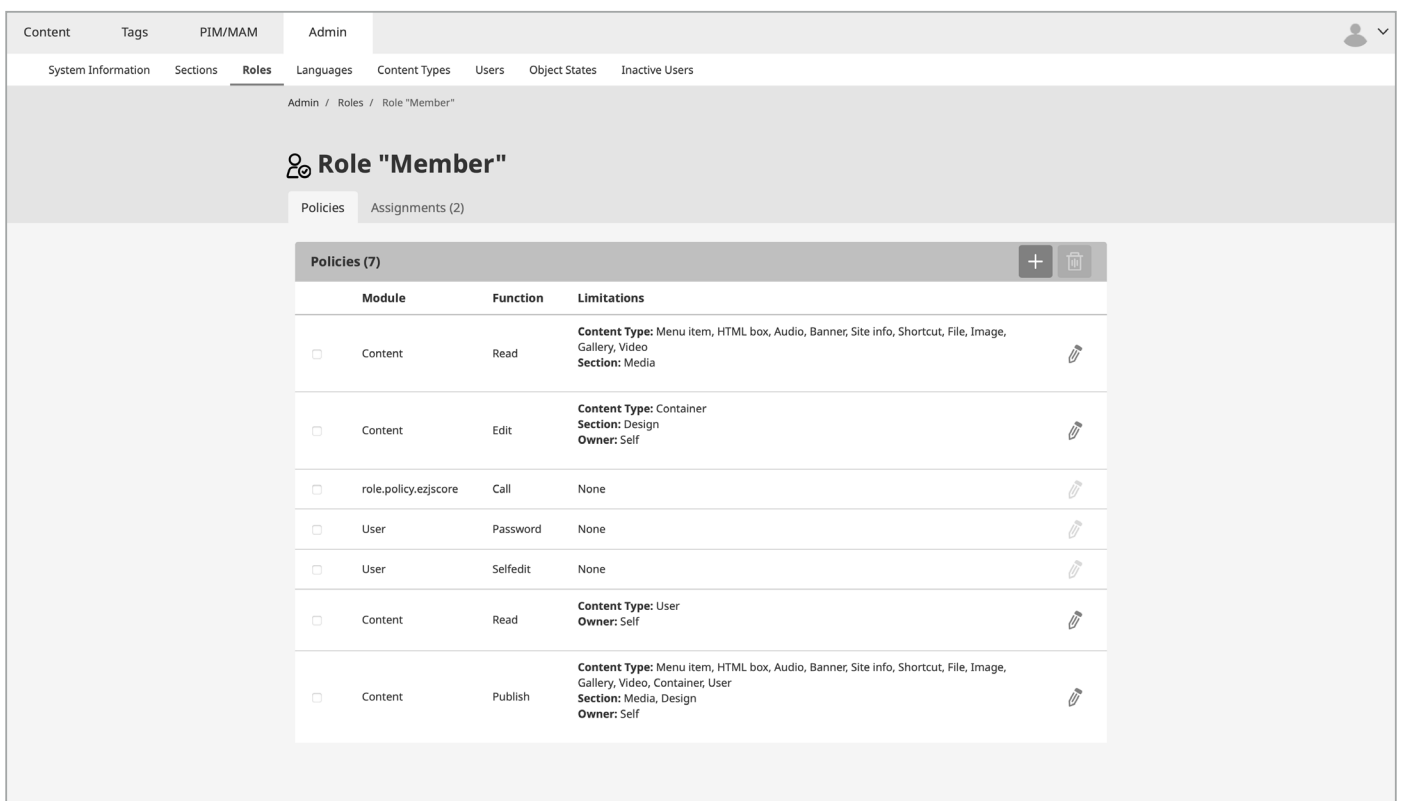 Content Tags PIM/MAM Admin
System Information Sections Roles Languages Content Types Users Object States Inactive Users
Admin / Roles / Role "Member"
Role "Member"
Policies Assignments (2)
Policies (7)
Module Function Limitations
Content Read Content Type: Menu item, HTML box, Audio, Banner, Site info, Shortcut, File, Image,
Gallery, Video
Section: Media
Content Edit Content Type: Container
Section: Design
Owner: Self
role.policy.ezjscore Call None
User Password None
User Selfedit None
Content Read Content Type: User
Owner: Self
Content Publish Content Type: Menu item, HTML box, Audio, Banner, Site info, Shortcut, File, Image,
Gallery, Video, Container, User
Section: Media, Design
Owner: Self